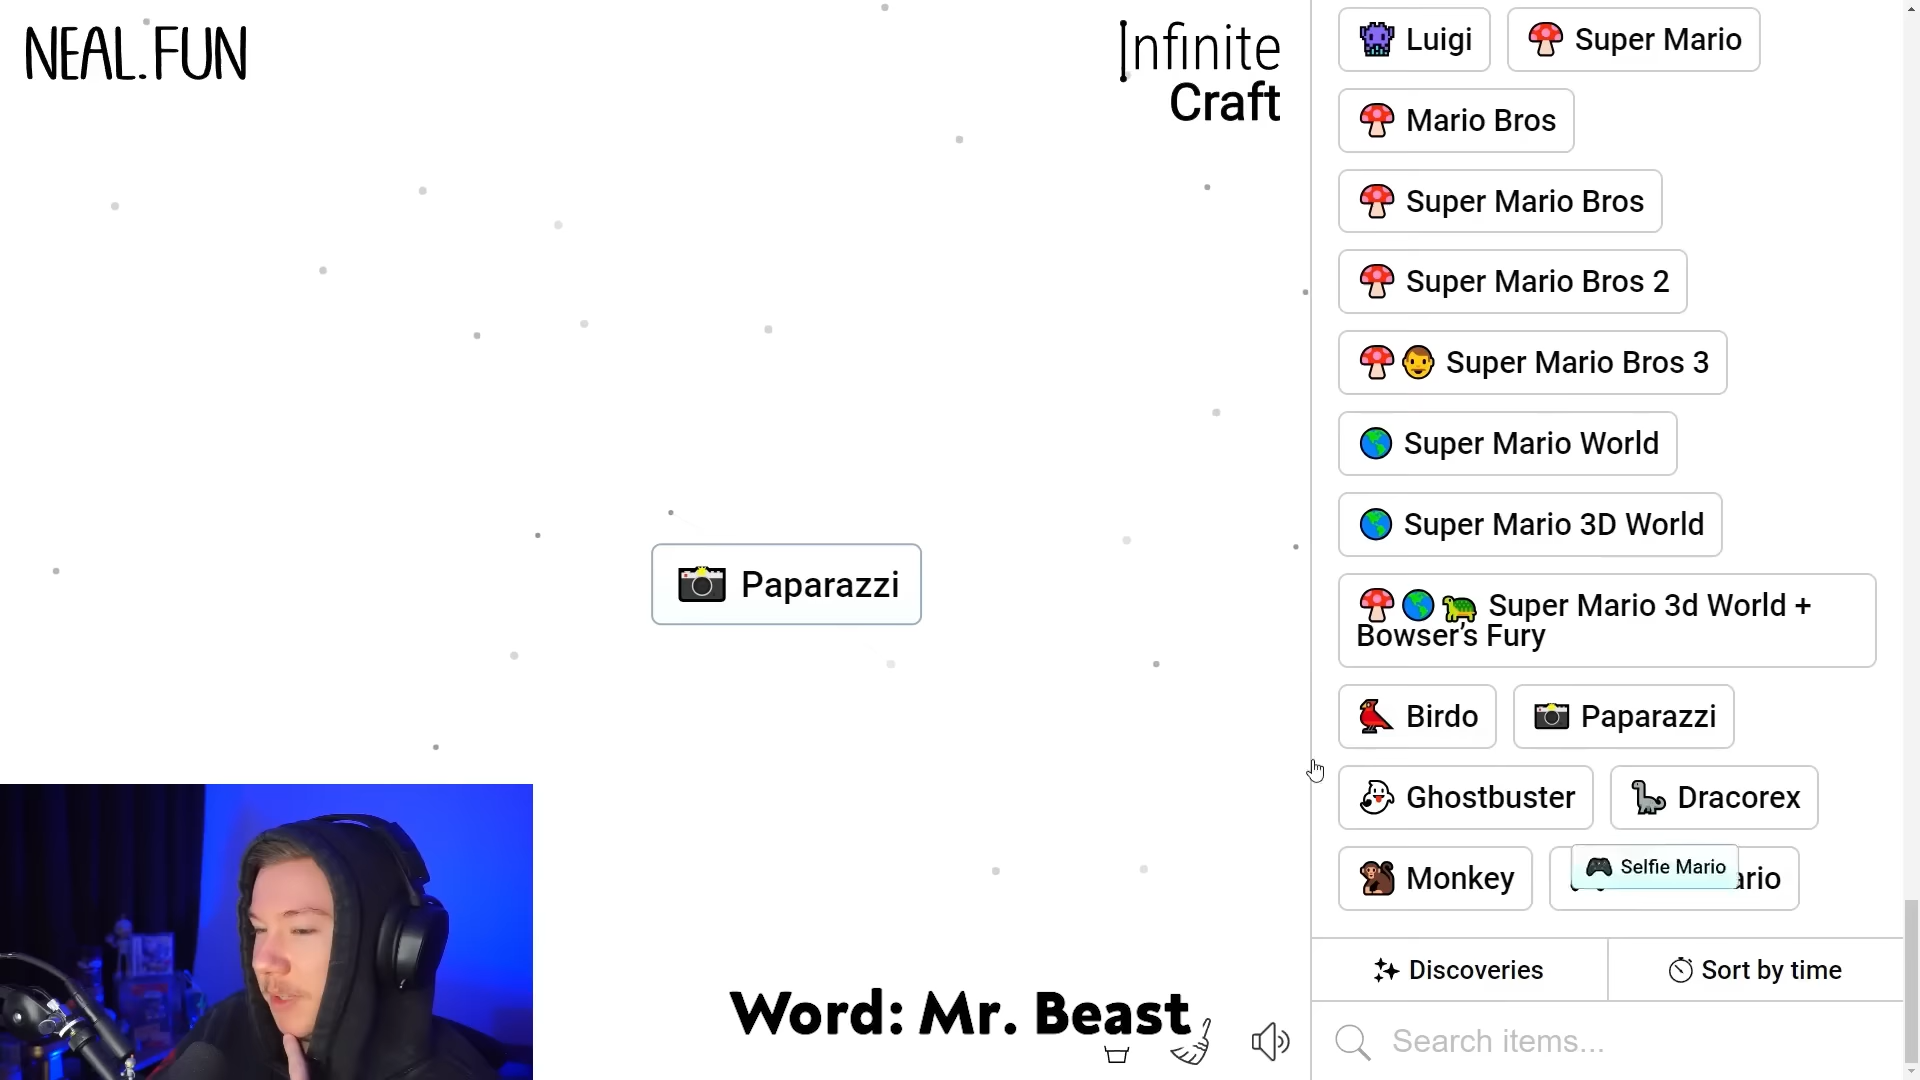 NEAL.FUN
Infinite
Craft
Luigi
Super Mario
Mario Bros
Super Mario Bros
Super Mario Bros 2
Super Mario Bros 3
Super Mario World
Super Mario 3D World
Super Mario 3d World +
Bowser's Fury
Birdo
Paparazzi
Paparazzi
Ghostbuster
Dracorex
Monkey
Selfie Mario
ario
Discoveries
Sort by time
Word: Mr. Beast
Search items...